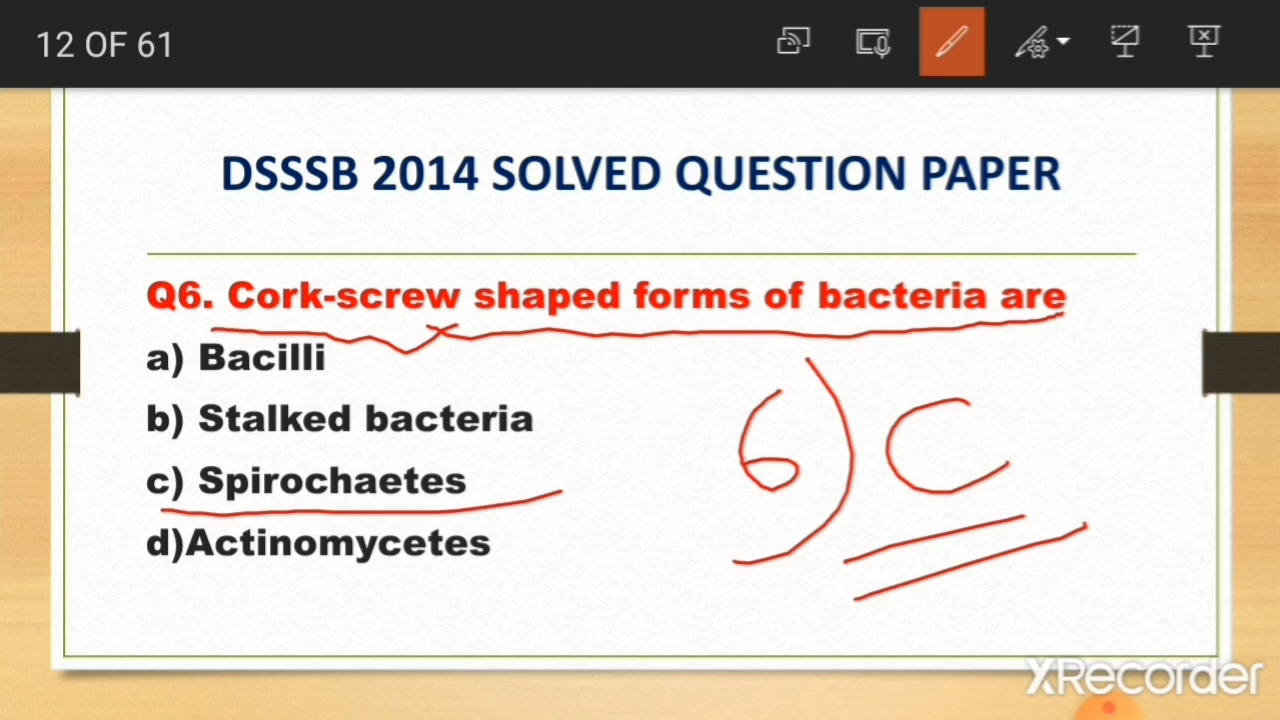 12 OF 61
DSSSB 2014 SOLVED QUESTION PAPER
Q6. Cork-screw shaped forms of bacteria are
a) Bacilli
b) Stalked bacteria
c) Spirochaetes
d)Actinomycetes
6) C
XRecorder